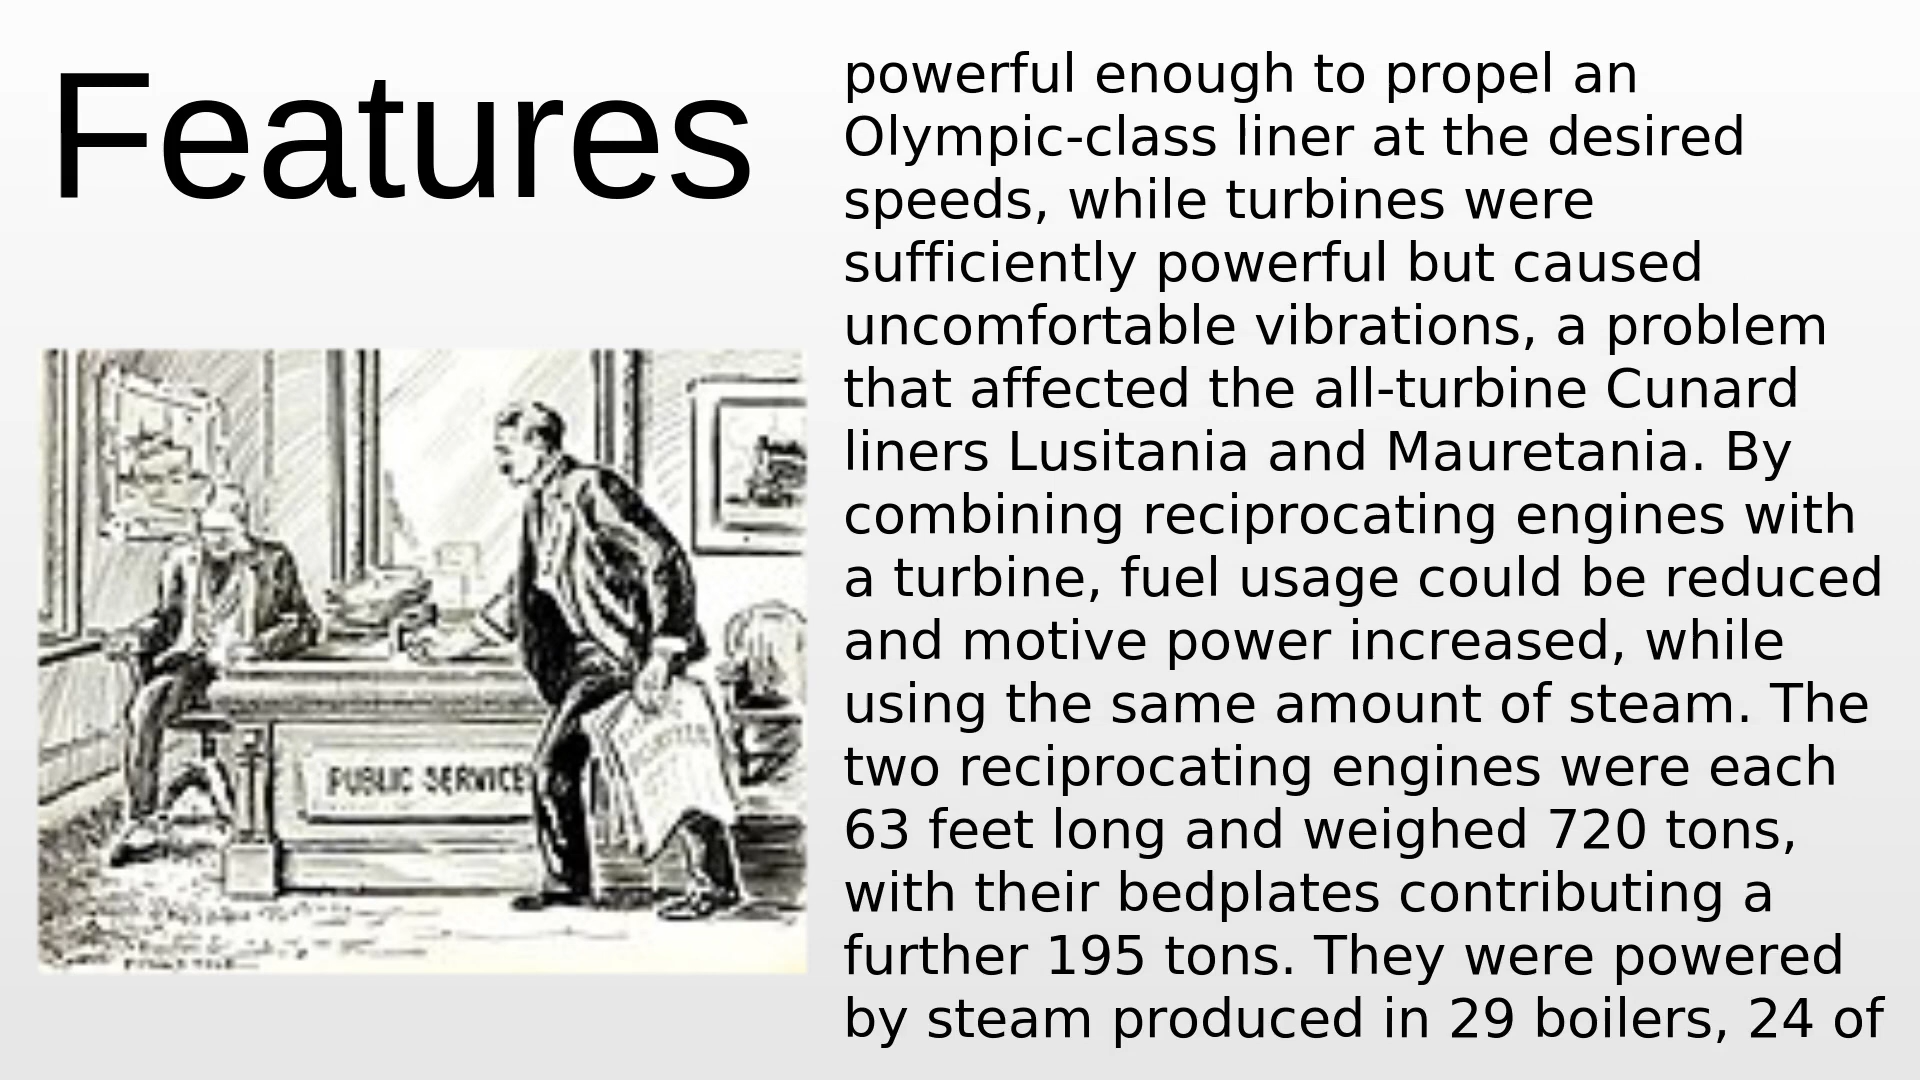 Features
powerful enough to propel an
Olympic-class liner at the desired
speeds, while turbines were
sufficiently powerful but caused
uncomfortable vibrations, a problem
that affected the all-turbine Cunard
liners Lusitania and Mauretania. By
combining reciprocating engines with
a turbine, fuel usage could be reduced
and motive power increased, while
using the same amount of steam. The
two reciprocating engines were each
63 feet long and weighed 720 tons,
with their bedplates contributing a
further 195 tons. They were powered
by steam produced in 29 boilers, 24 of
PUBLIC SERVICE